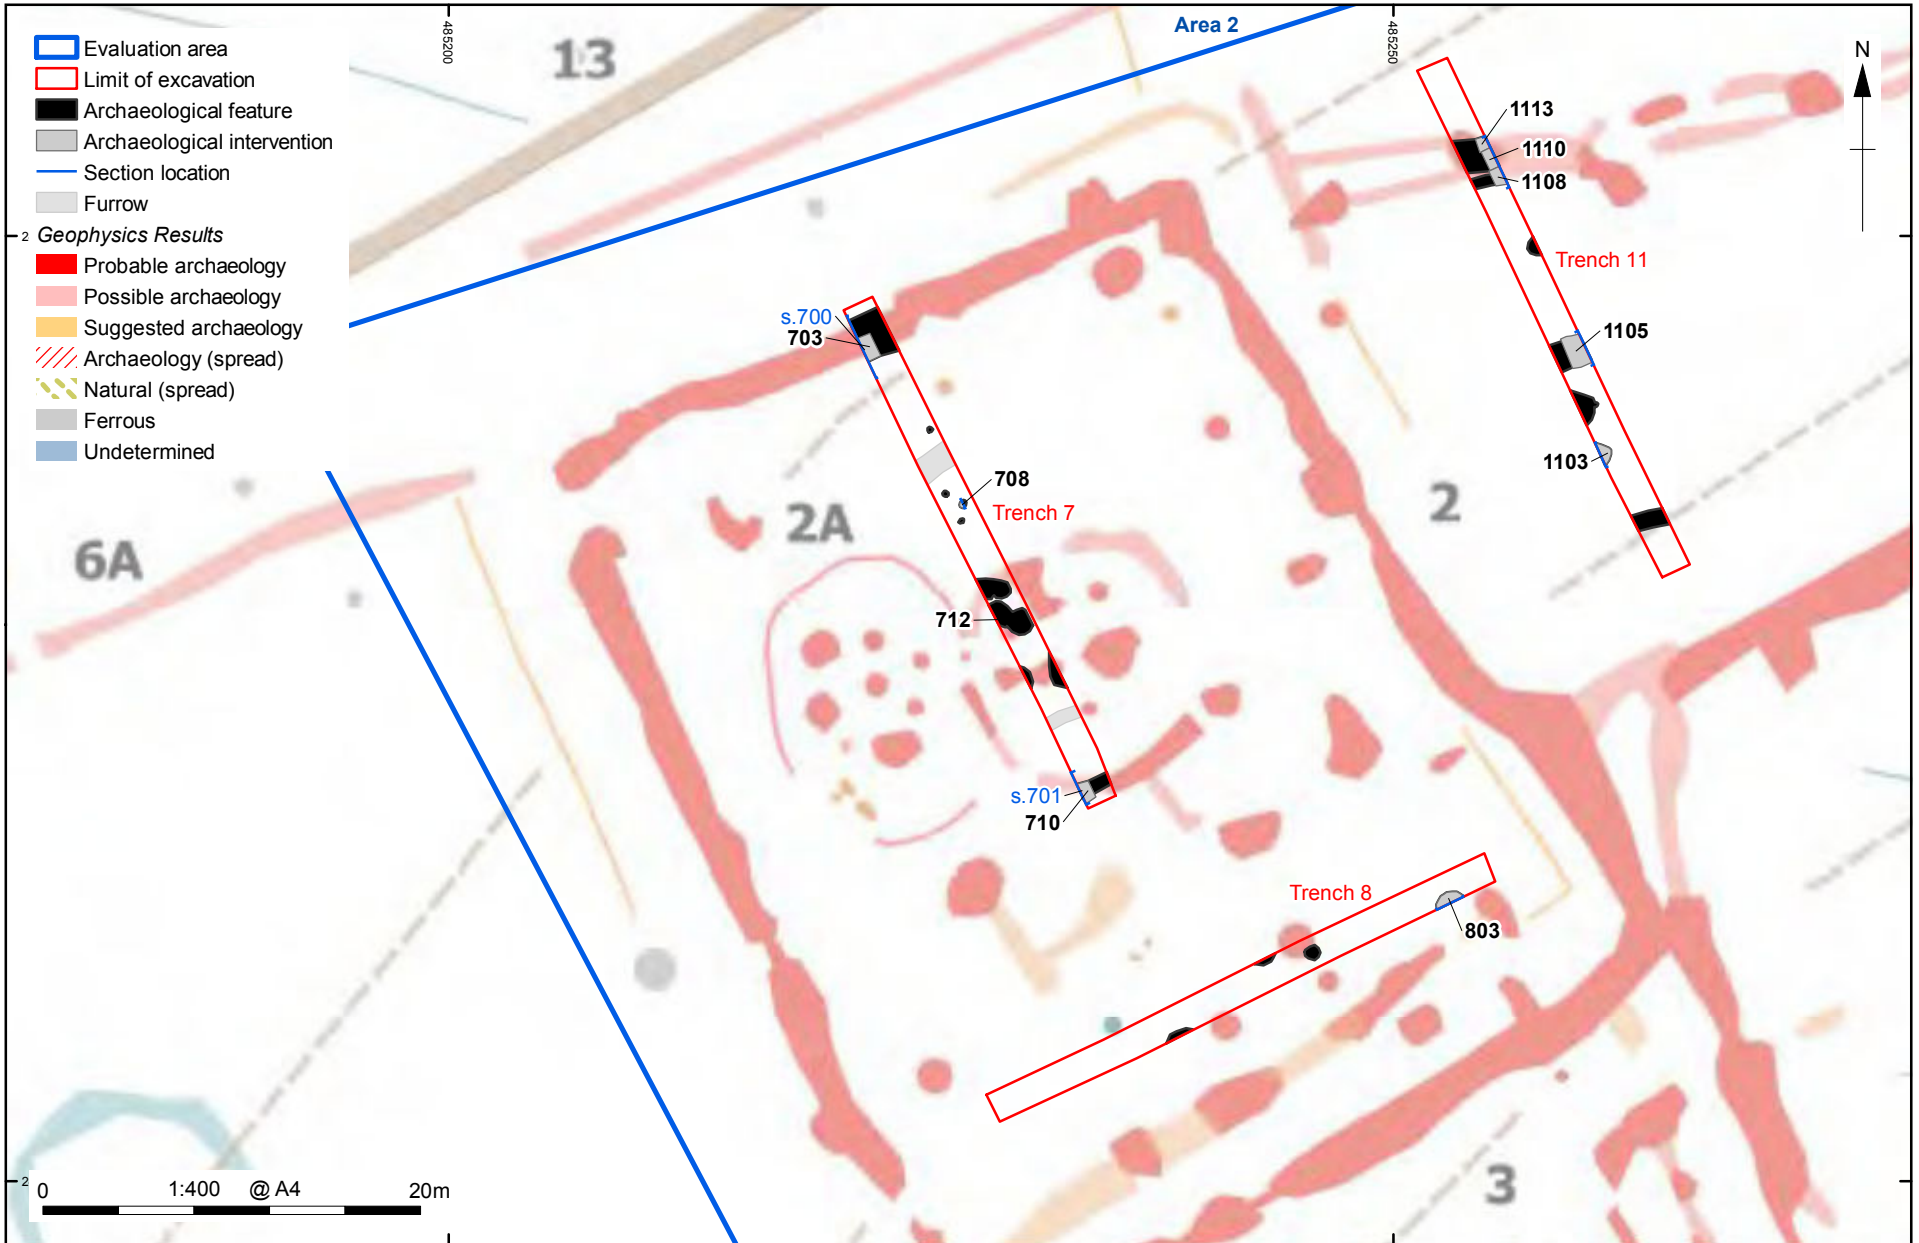 Evaluation area
Limit of excavation
Archaeological feature
Archaeological intervention
Section location
Furrow
Geophysics Results
Probable archaeology
Possible archaeology
Suggested archaeology
Archaeology (spread)
Natural (spread)
Ferrous
Undetermined
485200
13
Area 2
485250
N
2
1113
1110
1108
Trench 11
1105
1103
s.700
703
708
Trench 7
2A
2
6A
712
s.701
710
Trench 8
803
3
2
0 1:400 @ A4 20m